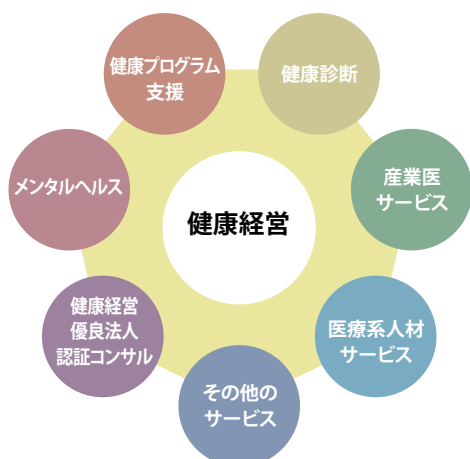 健康プログラム
支援
健康診断
メンタルヘルス
産業医
サービス
健康経営
健康経営
優良法人
認証コンサル
医療系人材
サービス
その他の
サービス